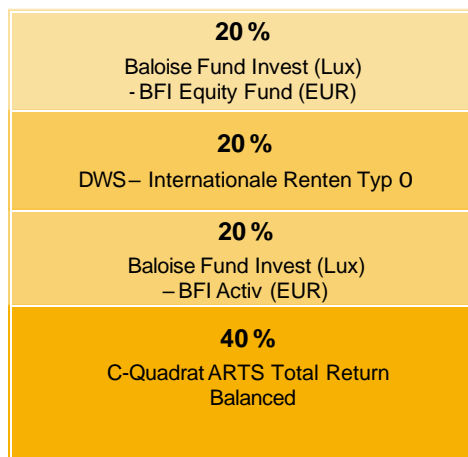 20 %
Baloise Fund Invest (Lux)
- BFI Equity Fund (EUR)
20 %
DWS – Internationale Renten Typ O
20 %
Baloise Fund Invest (Lux)
– BFI Activ (EUR)
40 %
C-Quadrat ARTS Total Return
Balanced